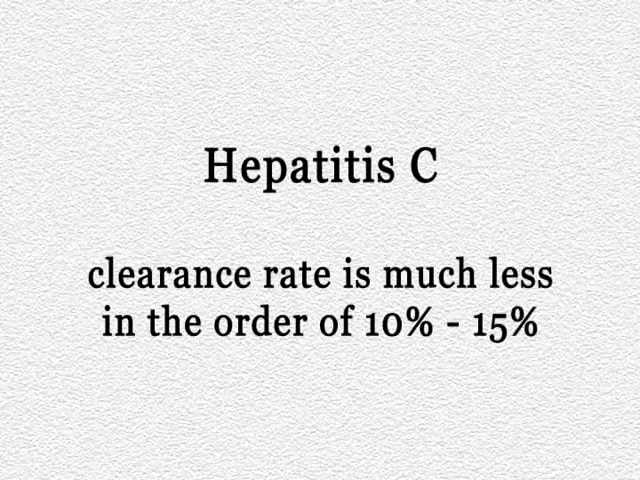 Hepatitis C
clearance rate is much less
in the order of 10% - 15%